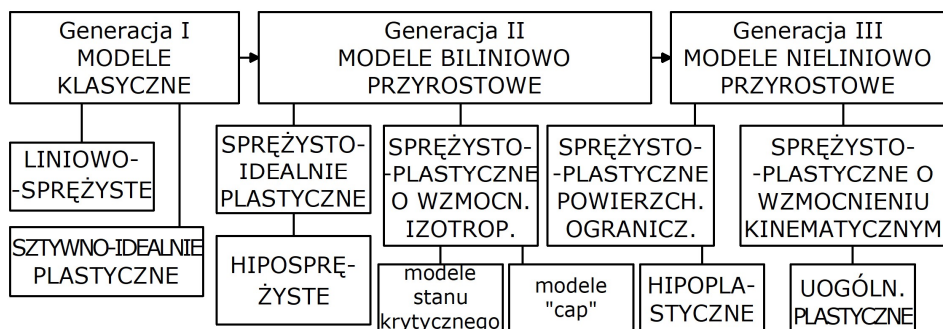 Generacja I
MODELE
KLASYCZNE
Generacja II
MODELE BILINIOWO
PRZYROSTOWE
Generacja III
MODELE NIELINIOWO
PRZYROSTOWE
LINIOWO-
-SPRĘŻYSTE
SZTYWNO-IDEALNIE
PLASTYCZNE
SPRĘŻYSTO-
IDEALNIE
PLASTYCZNE
HIPOSPRĘ-
ŻYSTE
SPRĘŻYSTO-
-PLASTYCZNE
O WZMOCN.
IZOTROP.
modele
stanu
krytycznego
modele
"cap"
SPRĘŻYSTO-
-PLASTYCZNE
POWIERZCH.
OGRANICZ.
HIPOPLA-
STYCZNE
SPRĘŻYSTO-
-PLASTYCZNE O
WZMOCNIENIU
KINEMATYCZNYM
UOGÓLN.
PLASTYCZNE